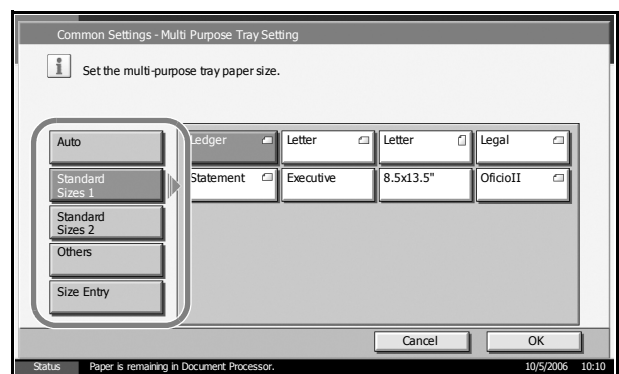 Common Settings - Multi Purpose Tray Setting
Set the multi-purpose tray paper size.
Auto
Standard
Sizes 1
Standard
Sizes 2
Others
Size Entry
Ledger
Letter
Letter
Legal
Statement
Executive
8.5x13.5"
OficioII
Cancel
OK
Status
Paper is remaining in Document Processor.
10/5/2006 10:10